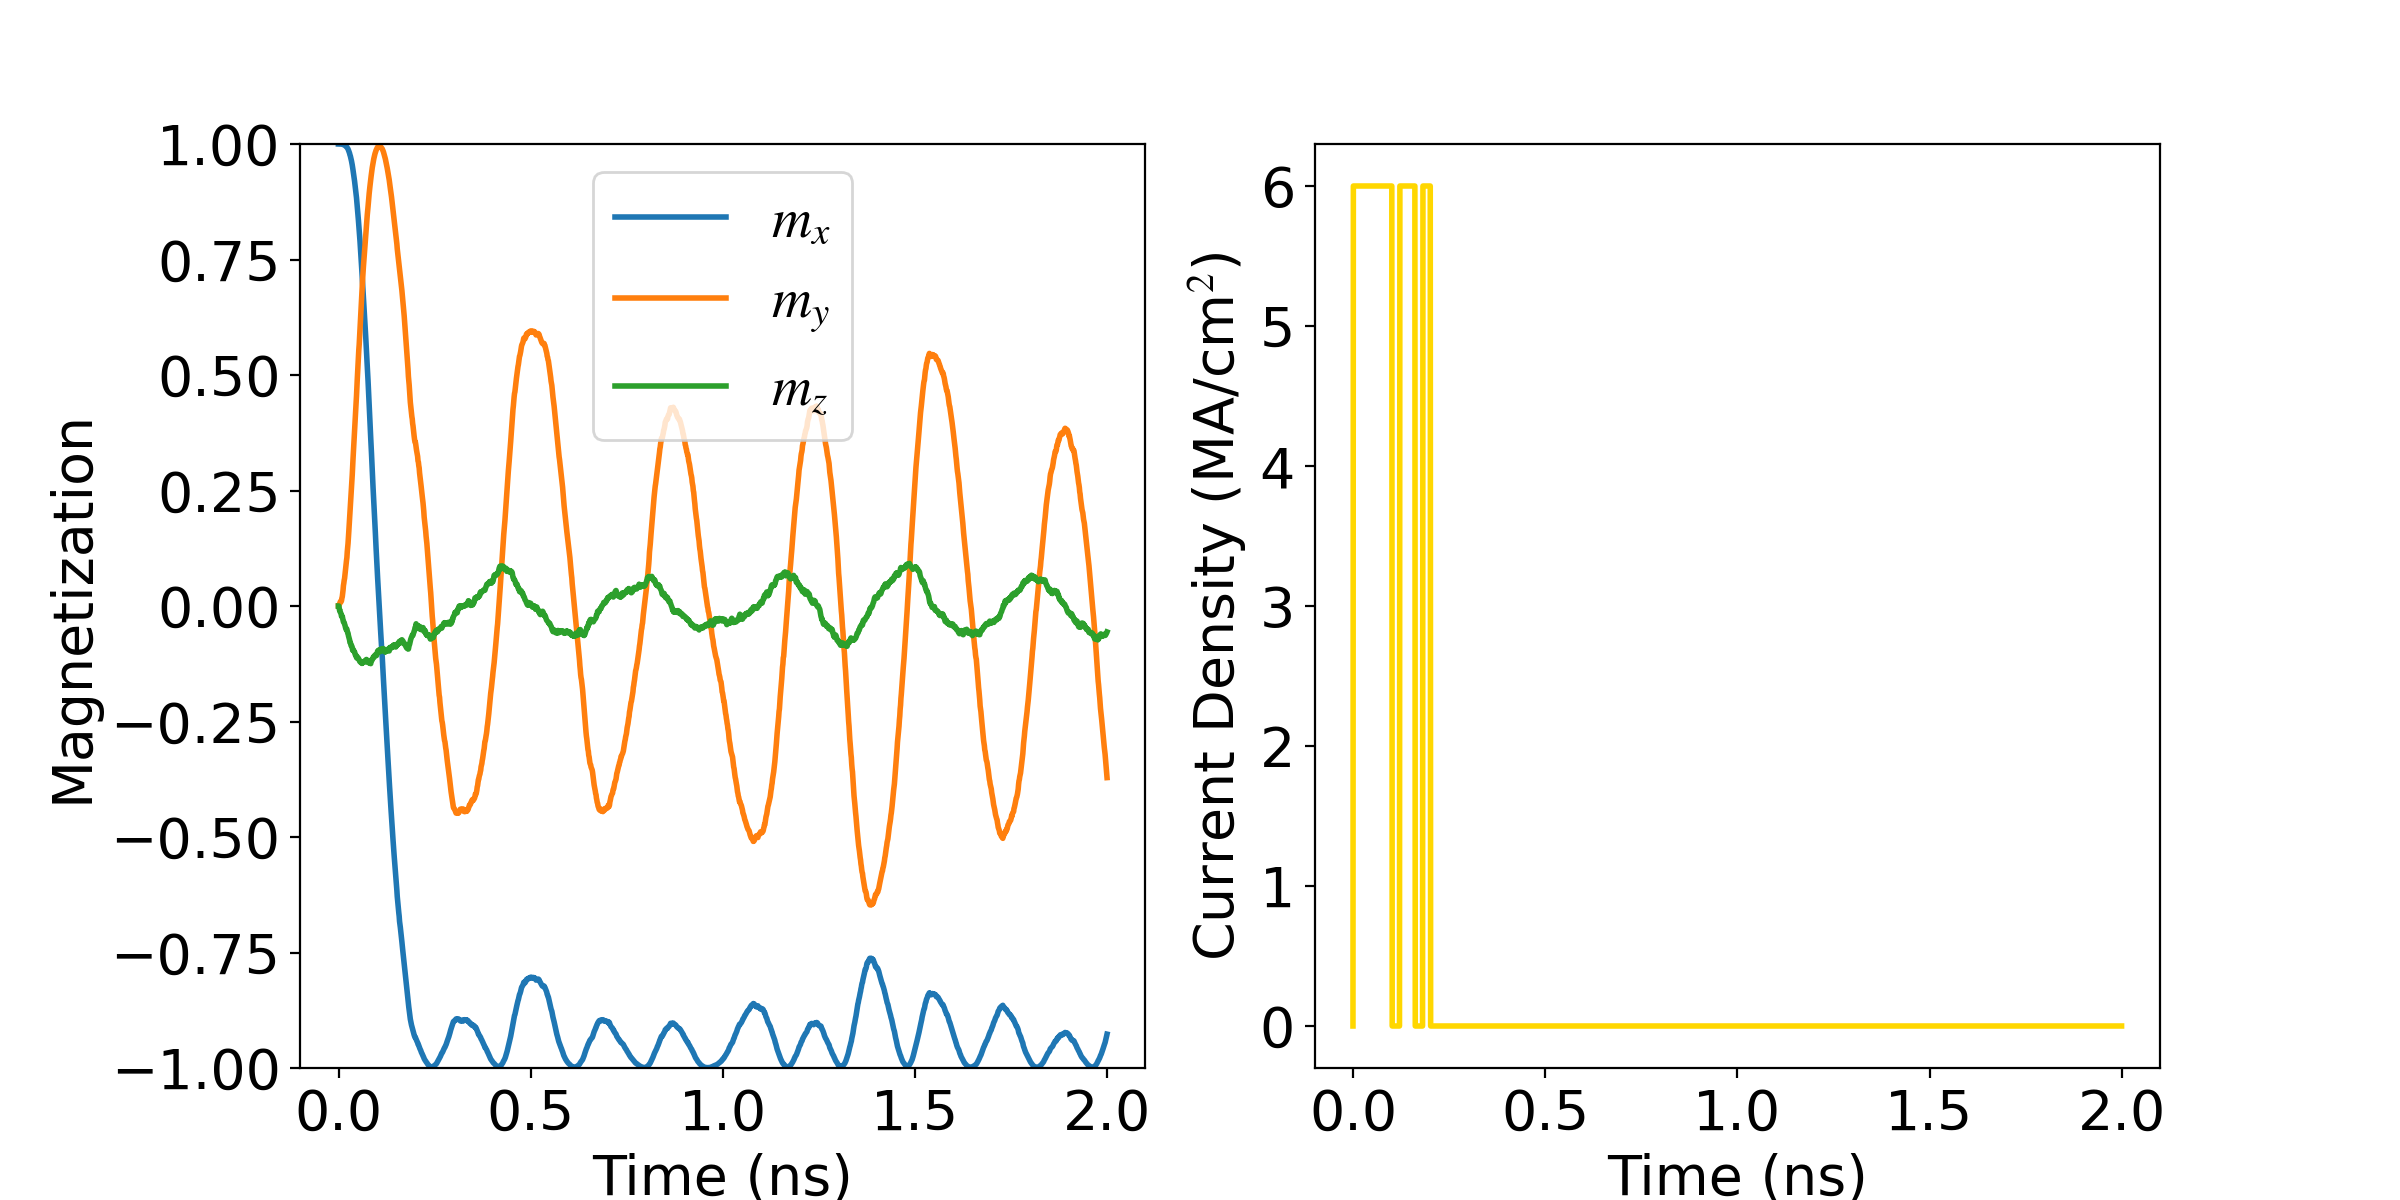 Magnetization
1.00
0.75
0.50
0.25
0.00
−0.25
−0.50
−0.75
−1.00
0.0 0.5 1.0 1.5 2.0
Time (ns)
m_x
m_y
m_z
Current Density (MA/cm²)
6
5
4
3
2
1
0
0.0 0.5 1.0 1.5 2.0
Time (ns)